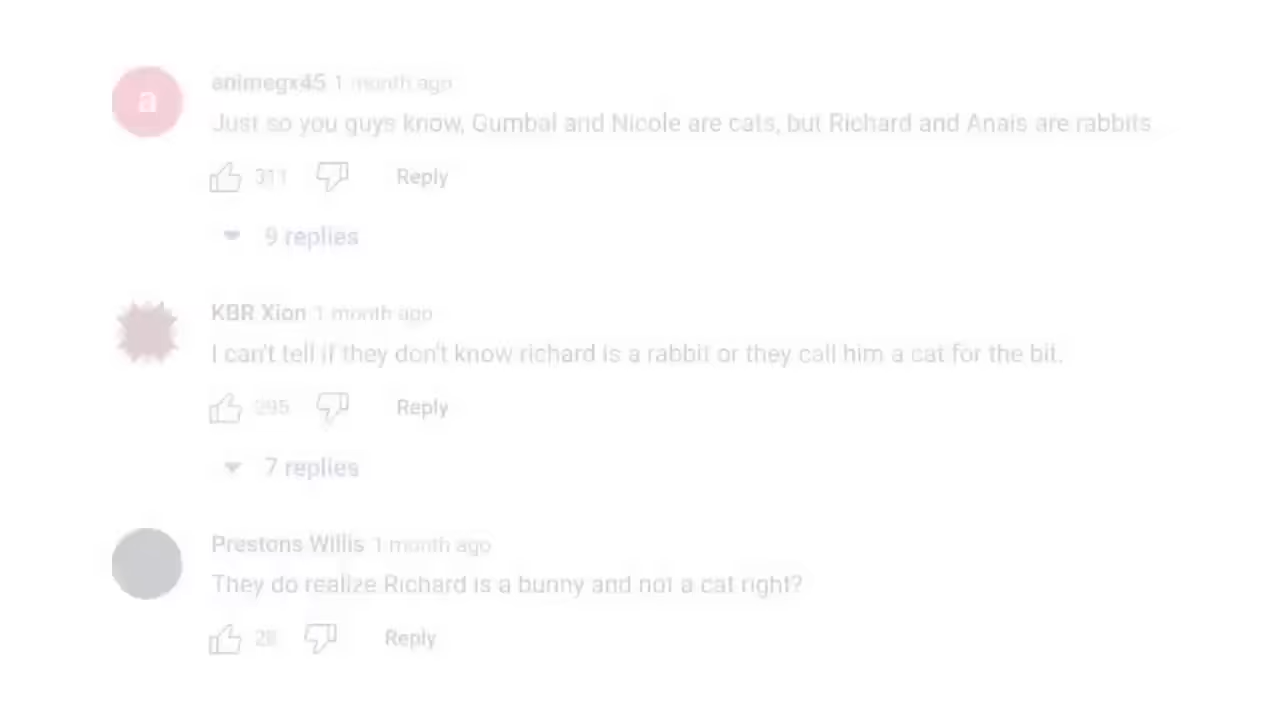 a
animegx45 1 month ago
Just so you guys know, Gumbal and Nicole are cats, but Richard and Anais are rabbits
311 Reply
9 replies
KBR Xion 1 month ago
I can't tell if they don't know richard is a rabbit or they call him a cat for the bit.
295 Reply
7 replies
Prestons Willis 1 month ago
They do realize Richard is a bunny and not a cat right?
28 Reply